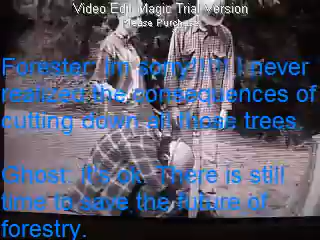 Video Edit Magic Trial Version
Please Purchase
Forester: Im sorry!!!! I never
realized the consequences of
cutting down all those trees.
Ghost: It's ok. There is still
time to save the future of
forestry.